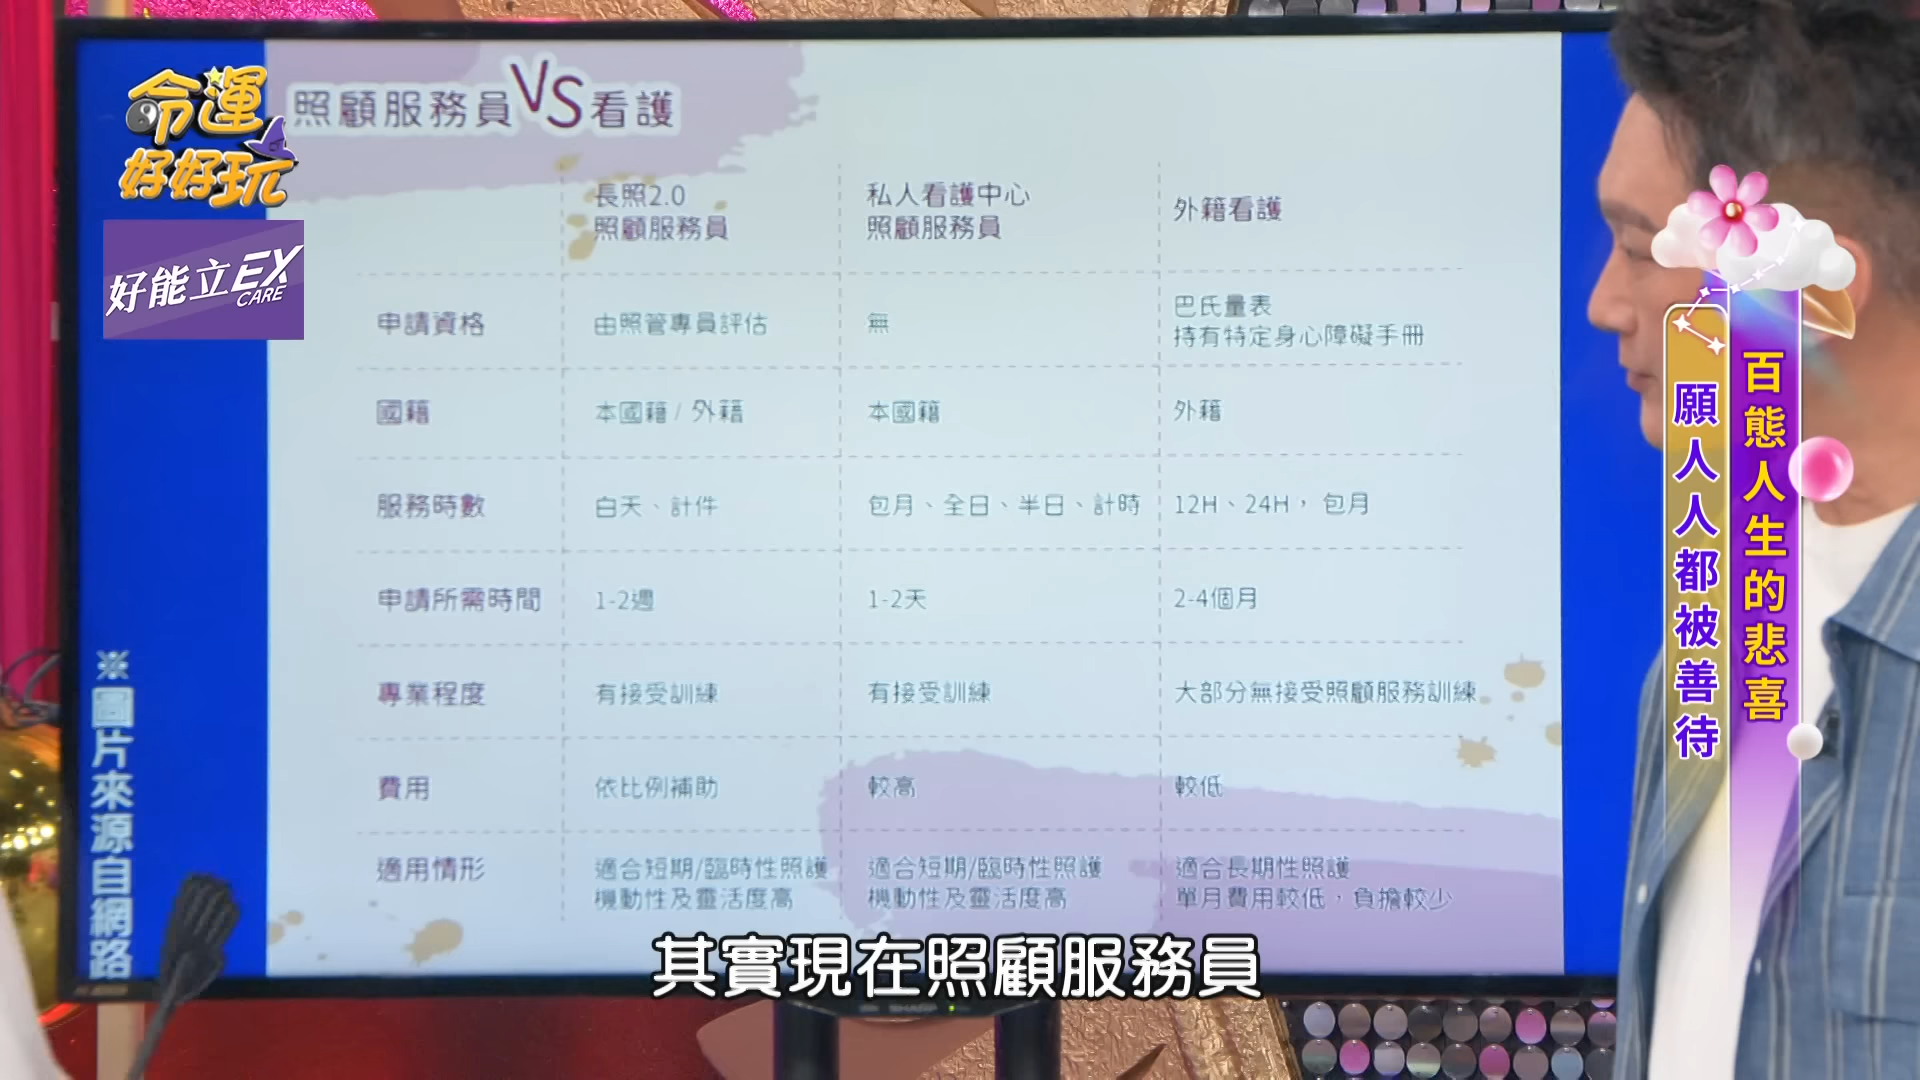 命運
好好玩
好能立EX
CARE
照顧服務員VS看護
長照2.0
照顧服務員
私人看護中心
照顧服務員
外籍看護
申請資格
由照管專員評估
無
巴氏量表
持有特定身心障礙手冊
國籍
本國籍/外籍
本國籍
外籍
服務時數
白天、計件
包月、全日、半日、計時
12H、24H，包月
申請所需時間
1-2週
1-2天
2-4個月
專業程度
有接受訓練
有接受訓練
大部分無接受照顧服務訓練
費用
依比例補助
較高
較低
適用情形
適合短期/臨時性照護
機動性及靈活度高
適合短期/臨時性照護
機動性及靈活度高
適合長期性照護
單月費用較低，負擔較少
※圖片來源自網路
百態人生的悲喜
願人人都被善待
其實現在照顧服務員